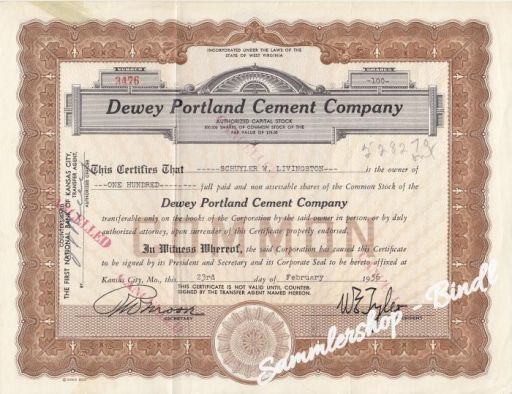 INCORPORATED UNDER THE LAWS OF THE
STATE OF WEST VIRGINIA
NUMBER
3476
SHARES
-100-
Dewey Portland Cement Company
AUTHORIZED CAPITAL STOCK
SHARES OF COMMON STOCK OF THE
PAR VALUE OF
This Certifies That -----SCHUYLER W. LIVINGSTON----- is the owner of
---ONE HUNDRED--- full paid and non assessable shares of the Common Stock of the
Dewey Portland Cement Company
transferable only on the books of the Corporation by the said owner in person or by duly
authorized attorney, upon surrender of this Certificate properly endorsed.
In Witness Whereof, the said Corporation has caused this Certificate
to be signed by its President and Secretary and its Corporate Seal to be hereto affixed at
Kansas City, Mo., this 23rd day of February 1956
THIS CERTIFICATE IS NOT VALID UNTIL COUNTER-
SIGNED BY THE TRANSFER AGENT NAMED HEREON.
SECRETARY
COUNTERSIGNED
THE FIRST NATIONAL BANK OF KANSAS CITY,
TRANSFER AGENT,
AUTHORIZED OFFICER
CANCELLED
Sammlershop - Bindl